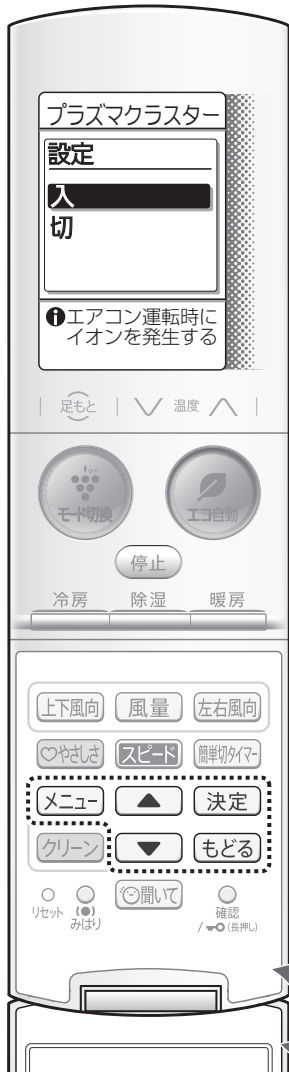 プラズマクラスター
設定
入
切
エアコン運転時に
イオンを発生する
足もと 温度
ion
モード切換 エコ自動
停止
冷房 除湿 暖房
上下風向 風量 左右風向
♡やさしさ スピード 簡単切タイマー
メニュー ▲ 決定
クリーン ▼ もどる
リセット みはり 聞いて 確認
/ (長押し)